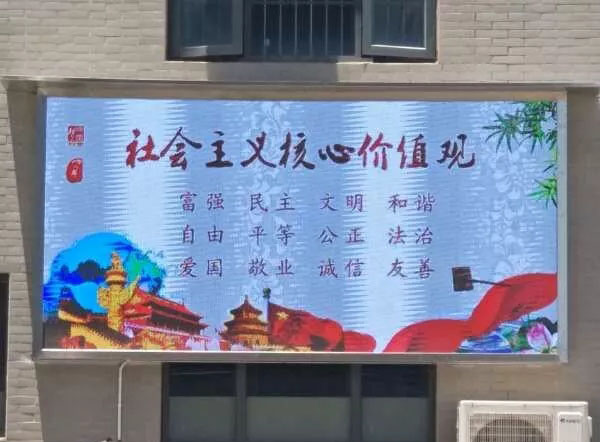 社会主义核心价值观
富强 民主 文明 和谐
自由 平等 公正 法治
爱国 敬业 诚信 友善